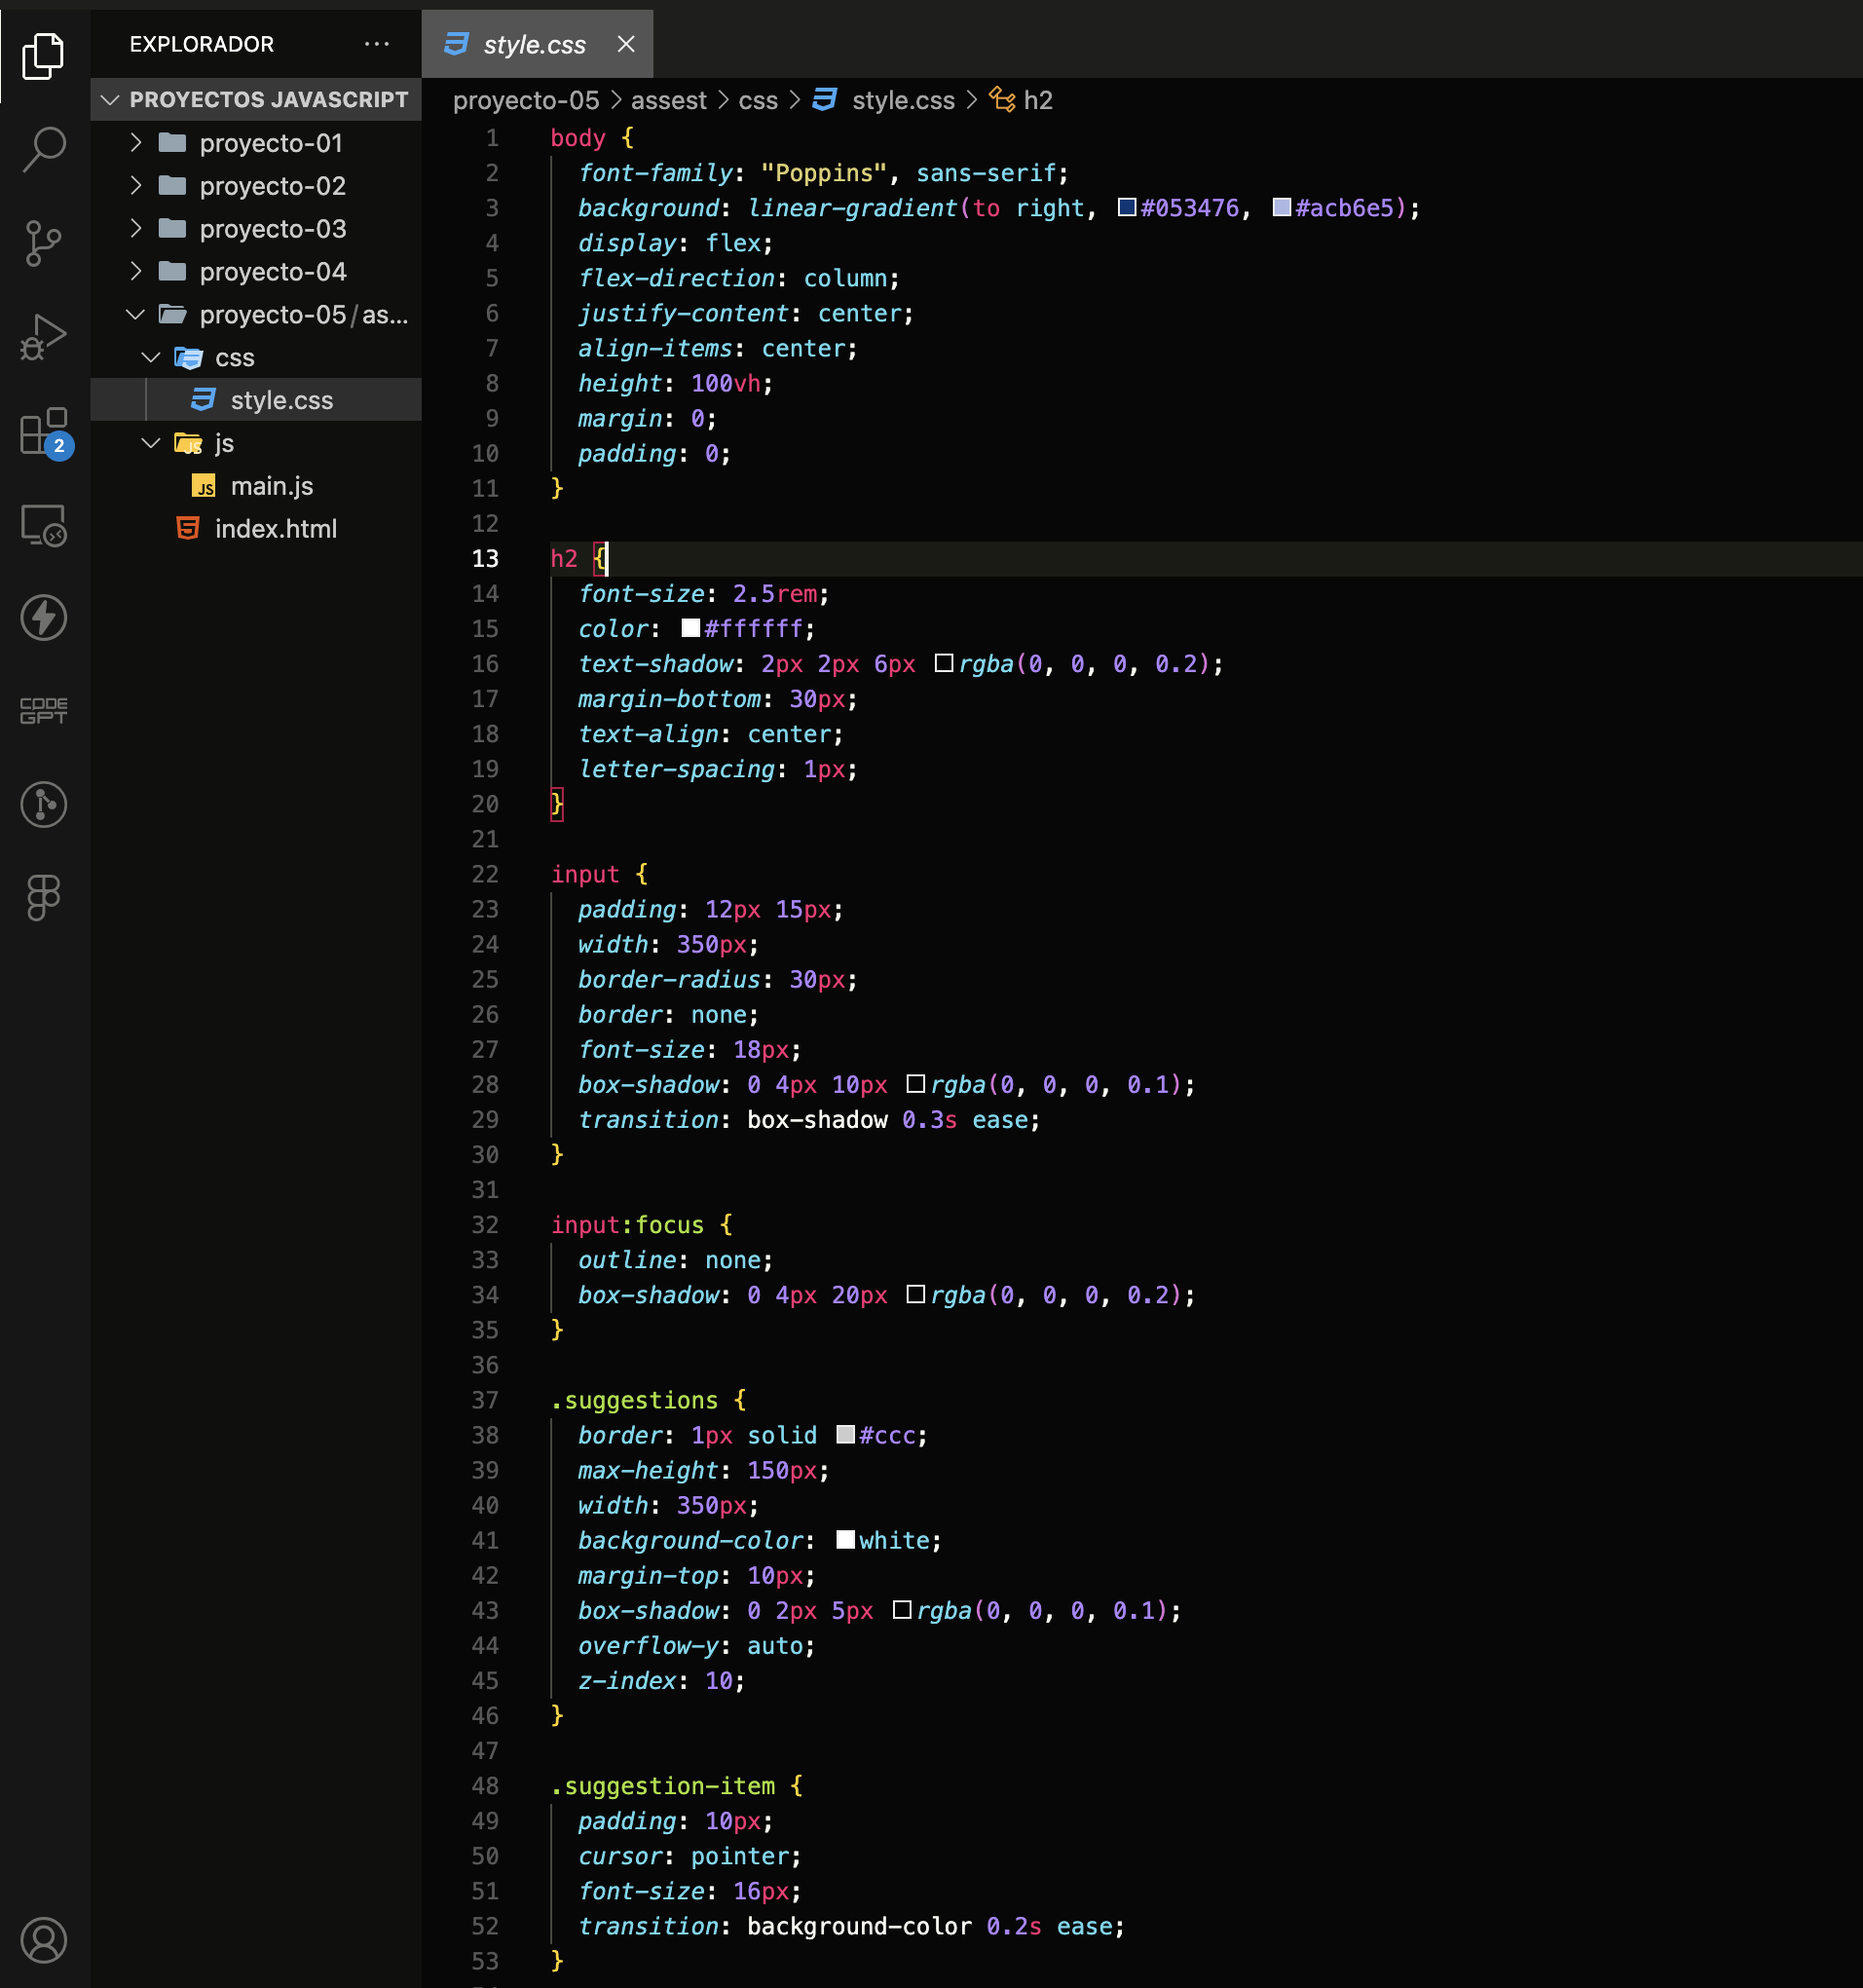 EXPLORADOR ···
style.css
PROYECTOS JAVASCRIPT
proyecto-01
proyecto-02
proyecto-03
proyecto-04
proyecto-05/as...
css
style.css
js
JS main.js
index.html
2
CODE
GPT
proyecto-05 > assest > css > style.css > h2
1 body {
2 font-family: "Poppins", sans-serif;
3 background: linear-gradient(to right, #053476, #acb6e5);
4 display: flex;
5 flex-direction: column;
6 justify-content: center;
7 align-items: center;
8 height: 100vh;
9 margin: 0;
10 padding: 0;
11 }
12
13 h2 {
14 font-size: 2.5rem;
15 color: #ffffff;
16 text-shadow: 2px 2px 6px rgba(0, 0, 0, 0.2);
17 margin-bottom: 30px;
18 text-align: center;
19 letter-spacing: 1px;
20 }
21
22 input {
23 padding: 12px 15px;
24 width: 350px;
25 border-radius: 30px;
26 border: none;
27 font-size: 18px;
28 box-shadow: 0 4px 10px rgba(0, 0, 0, 0.1);
29 transition: box-shadow 0.3s ease;
30 }
31
32 input:focus {
33 outline: none;
34 box-shadow: 0 4px 20px rgba(0, 0, 0, 0.2);
35 }
36
37 .suggestions {
38 border: 1px solid #ccc;
39 max-height: 150px;
40 width: 350px;
41 background-color: white;
42 margin-top: 10px;
43 box-shadow: 0 2px 5px rgba(0, 0, 0, 0.1);
44 overflow-y: auto;
45 z-index: 10;
46 }
47
48 .suggestion-item {
49 padding: 10px;
50 cursor: pointer;
51 font-size: 16px;
52 transition: background-color 0.2s ease;
53 }